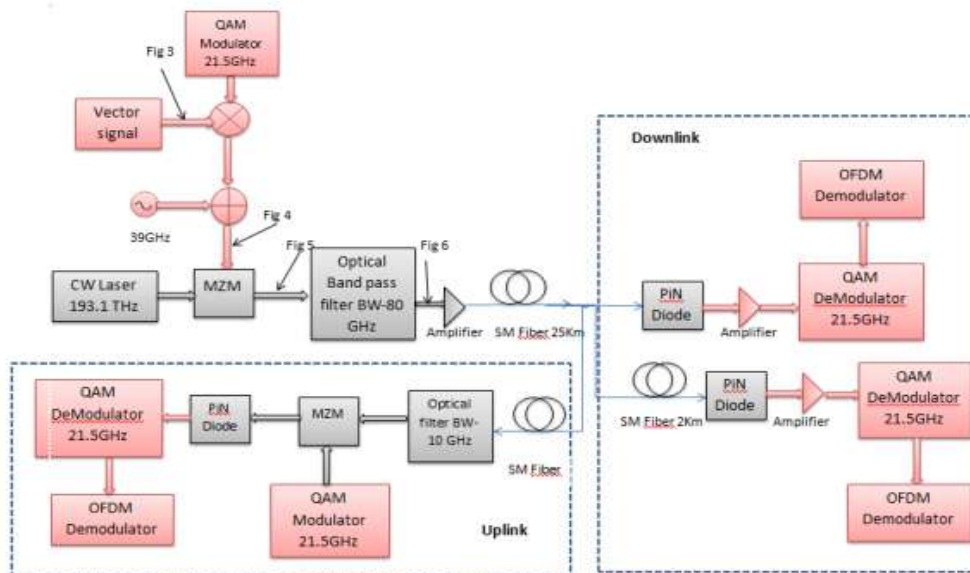 QAM
Modulator
21.5GHz
Fig 3
Vector
signal
39GHz
Fig 4
Fig 5
Fig 6
CW Laser
193.1 THz
MZM
Optical
Band pass
filter BW-80
GHz
Amplifier
SM Fiber 25Km
Downlink
OFDM
Demodulator
PiN
Diode
Amplifier
QAM
DeModulator
21.5GHz
SM Fiber 2Km
PiN
Diode
Amplifier
QAM
DeModulator
21.5GHz
OFDM
Demodulator
QAM
DeModulator
21.5GHz
PiN
Diode
MZM
Optical
filter BW-
10 GHz
SM Fiber
OFDM
Demodulator
QAM
Modulator
21.5GHz
Uplink